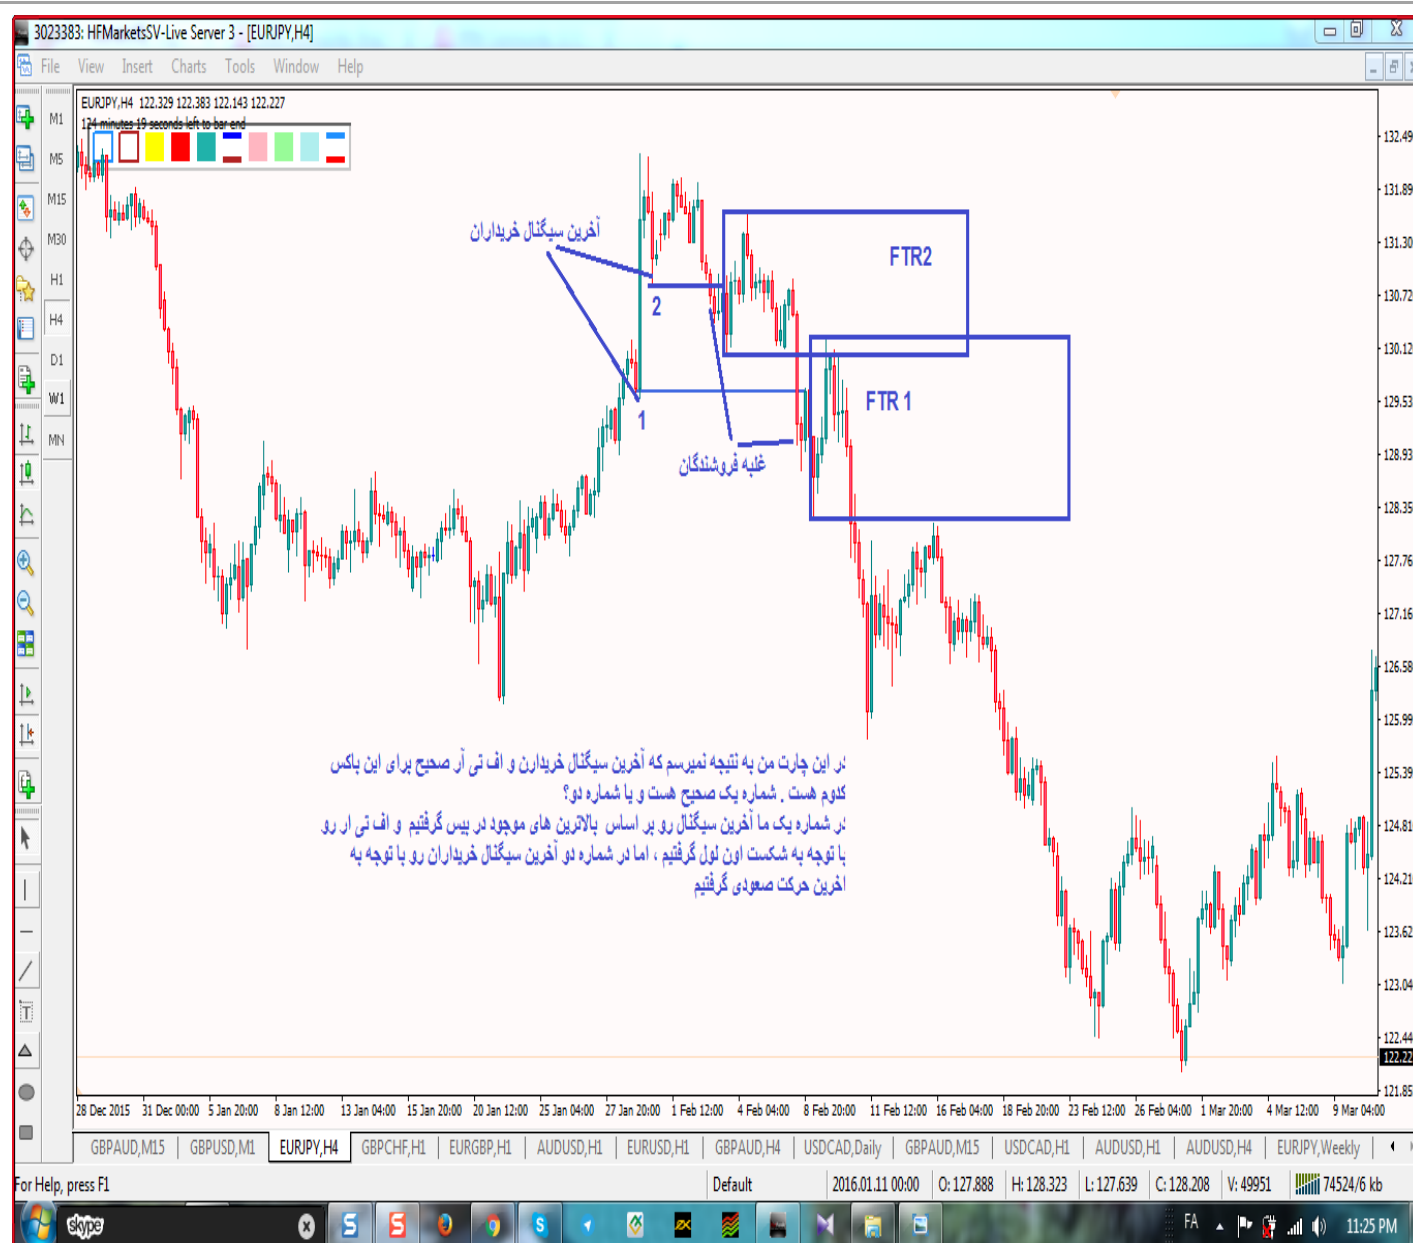 3023383: HFMarketsSV-Live Server 3 - [EURJPY,H4]
File View Insert Charts Tools Window Help
EURJPY,H4 122.329 122.383 122.143 122.227
124 minutes 19 seconds left to bar end
M1
M5
M15
M30
H1
H4
D1
W1
MN
132.49
131.89
131.30
130.72
130.12
129.53
128.93
128.35
127.76
127.16
126.58
125.99
125.39
124.81
124.21
123.62
123.04
122.44
122.22
121.85
آخرین سیگنال خریداران
FTR2
2
FTR 1
1
غلبه فروشندگان
در این چارت من به نتیجه نمیرسم که آخرین سیگنال خریدارن و اف تی آر صحیح برای این باکس
کدوم هست . شماره یک صحیح هست و یا شماره دو؟
در شماره یک ما آخرین سیگنال رو بر اساس بالاترین های موجود در بیس گرفتیم و اف تی ار رو
با توجه به شکست اون لول گرفتیم ، اما در شماره دو آخرین سیگنال خریداران رو با توجه به
اخرین حرکت صعودی گرفتیم
28 Dec 2015 31 Dec 00:00 5 Jan 20:00 8 Jan 12:00 13 Jan 04:00 15 Jan 20:00 20 Jan 12:00 25 Jan 04:00 27 Jan 20:00 1 Feb 12:00 4 Feb 04:00 8 Feb 20:00 11 Feb 12:00 16 Feb 04:00 18 Feb 20:00 23 Feb 12:00 26 Feb 04:00 1 Mar 20:00 4 Mar 12:00 9 Mar 04:00
GBPAUD,M15 GBPUSD,M1 EURJPY,H4 GBPCHF,H1 EURGBP,H1 AUDUSD,H1 EURUSD,H1 GBPAUD,H4 USDCAD,Daily GBPAUD,M15 USDCAD,H1 AUDUSD,H1 AUDUSD,H4 EURJPY,Weekly
For Help, press F1 Default 2016.01.11 00:00 O: 127.888 H: 128.323 L: 127.639 C: 128.208 V: 49951 74524/6 kb
skype FA 11:25 PM